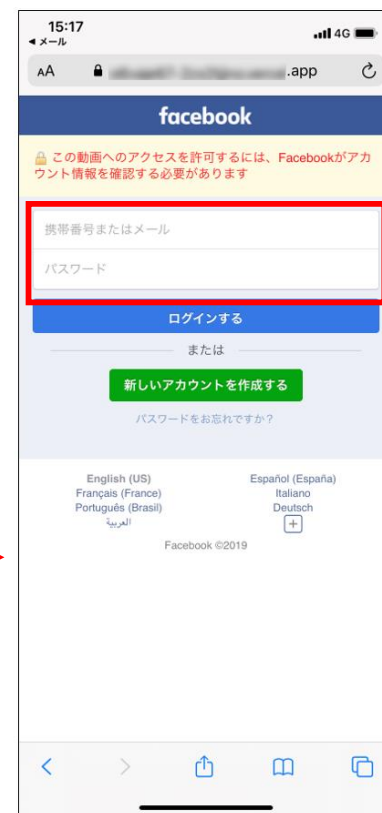 15:17
◀ メール
4G
AA
.app
facebook
この動画へのアクセスを許可するには、Facebookがアカ
ウント情報を確認する必要があります
携帯番号またはメール
パスワード
ログインする
または
新しいアカウントを作成する
パスワードをお忘れですか？
English (US)
Español (España)
Français (France)
Italiano
Português (Brasil)
Deutsch
العربية
Facebook ©2019